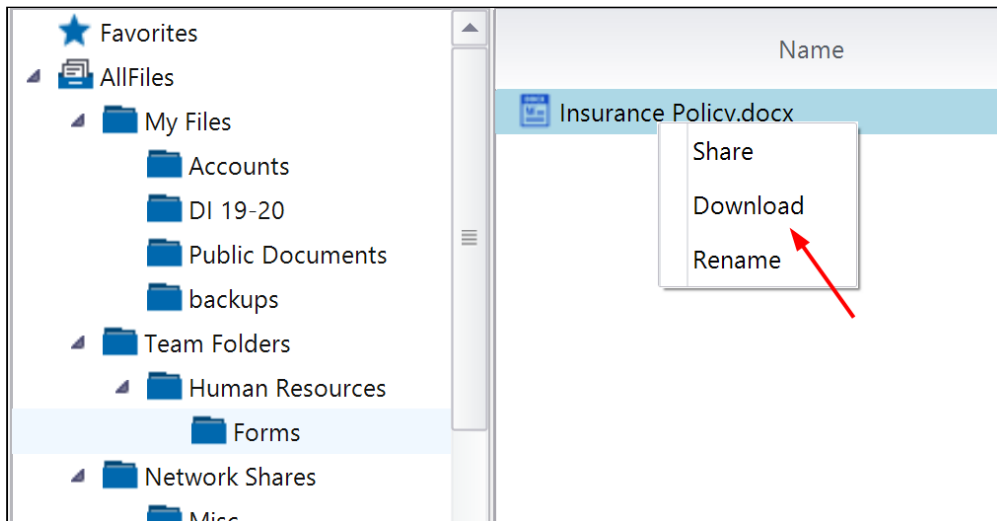 Favorites
AllFiles
My Files
Accounts
DI 19-20
Public Documents
backups
Team Folders
Human Resources
Forms
Network Shares
Misc
Name
Insurance Policy.docx
Share
Download
Rename